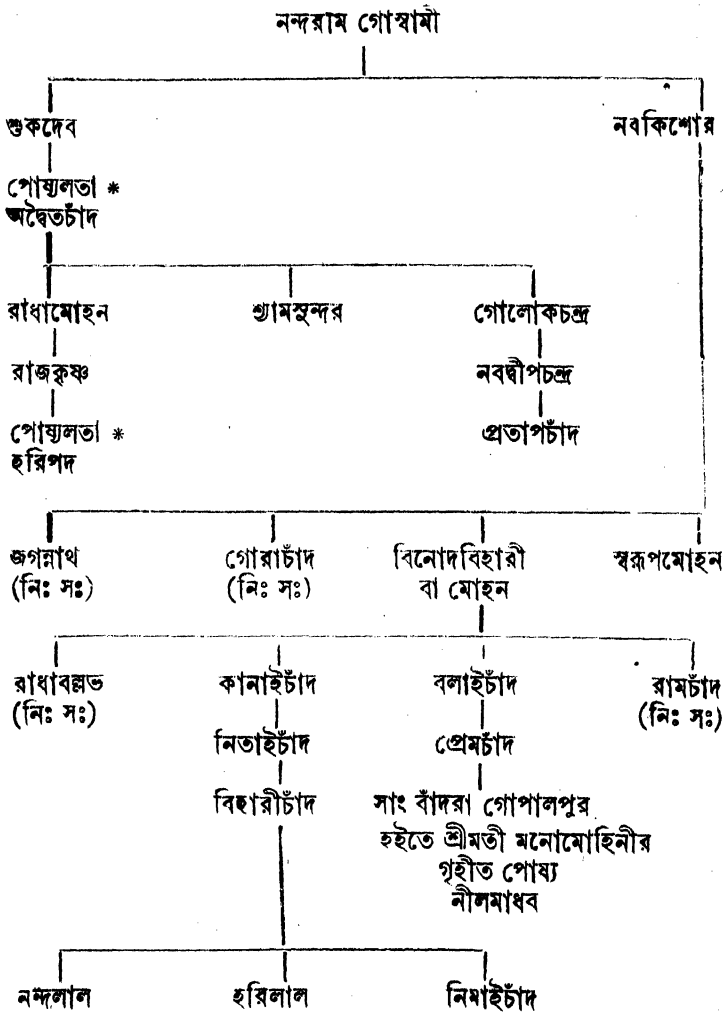 নন্দরাম গোস্বামী
শুকদেব নবকিশোর
পোষ্যলতা *
অদ্বৈতচাঁদ
রাধামোহন শ্যামসুন্দর গোলোকচন্দ্র
রাজকৃষ্ণ নবদ্বীপচন্দ্র
পোষ্যলতা * প্রতাপচাঁদ
হরিপদ
জগন্নাথ গোরাচাঁদ বিনোদবিহারী স্বরূপমোহন
(নিঃ সঃ) (নিঃ সঃ) বা মোহন
রাধাবল্লভ কানাইচাঁদ বলাইচাঁদ রামচাঁদ
(নিঃ সঃ) (নিঃ সঃ)
নিতাইচাঁদ প্রেমচাঁদ
বিহারীচাঁদ সাং বাঁদরা গোপালপুর
হইতে শ্রীমতী মনোমোহিনীর
গৃহীত পোষ্য
নীলমাধব
নন্দলাল হরিলাল নিমাইচাঁদ